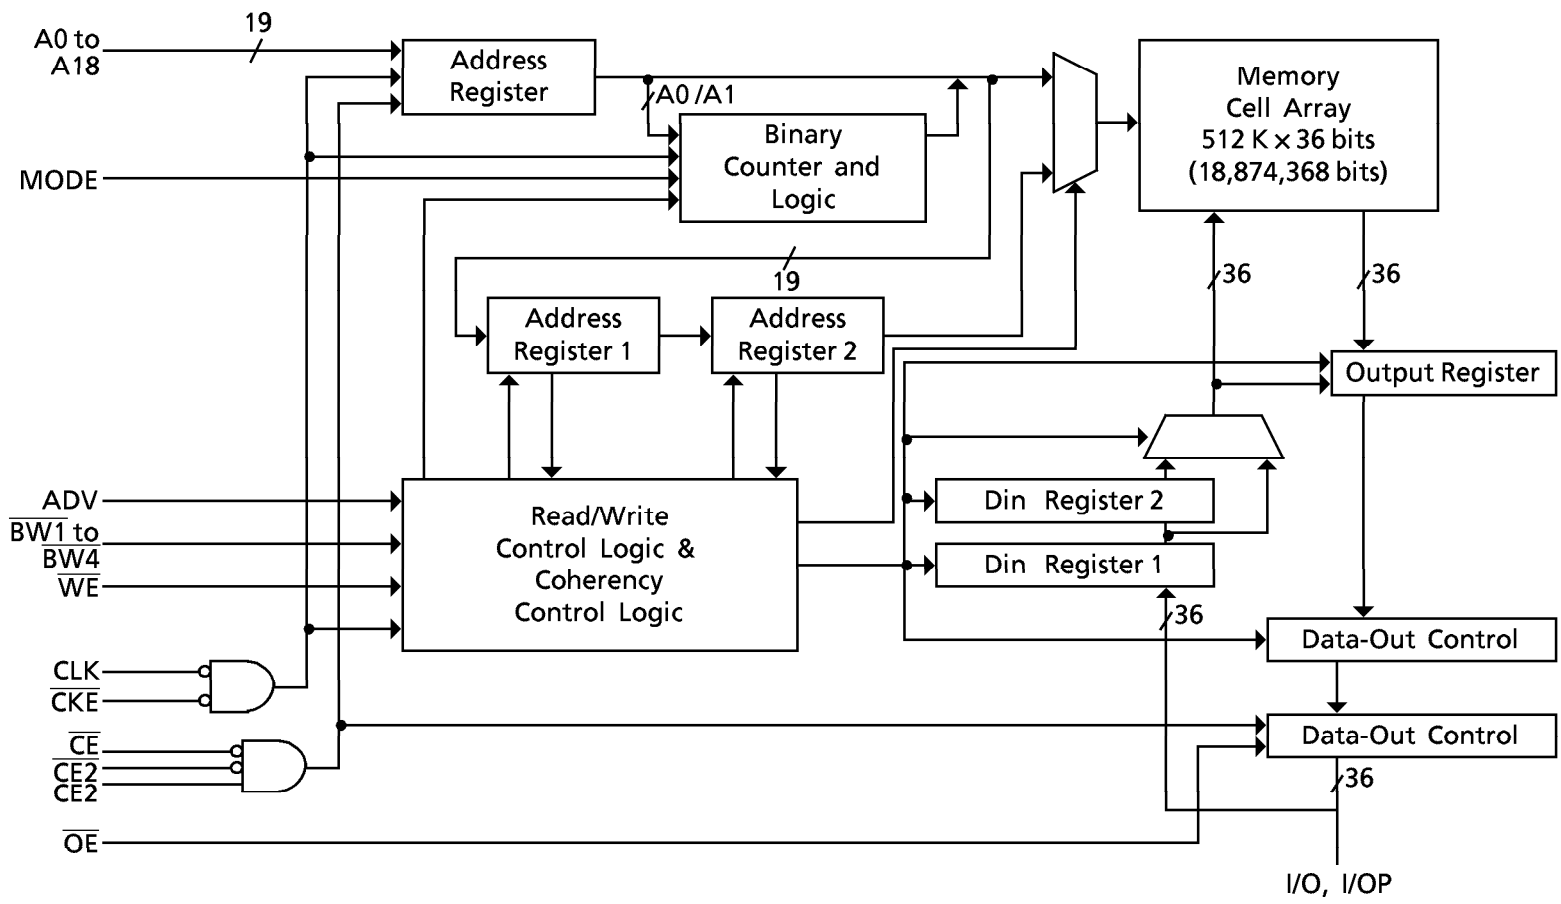 19
A0 to
A18
Address
Register
A0 /A1
Memory
Cell Array
512 K x 36 bits
(18,874,368 bits)
Binary
Counter and
Logic
MODE
19
36
36
Address
Register 1
Address
Register 2
Output Register
ADV
BW1 to
BW4
WE
Read/Write
Control Logic &
Coherency
Control Logic
Din Register 2
Din Register 1
36
Data-Out Control
CLK
CKE
Data-Out Control
CE
CE2
CE2
36
OE
I/O, I/OP